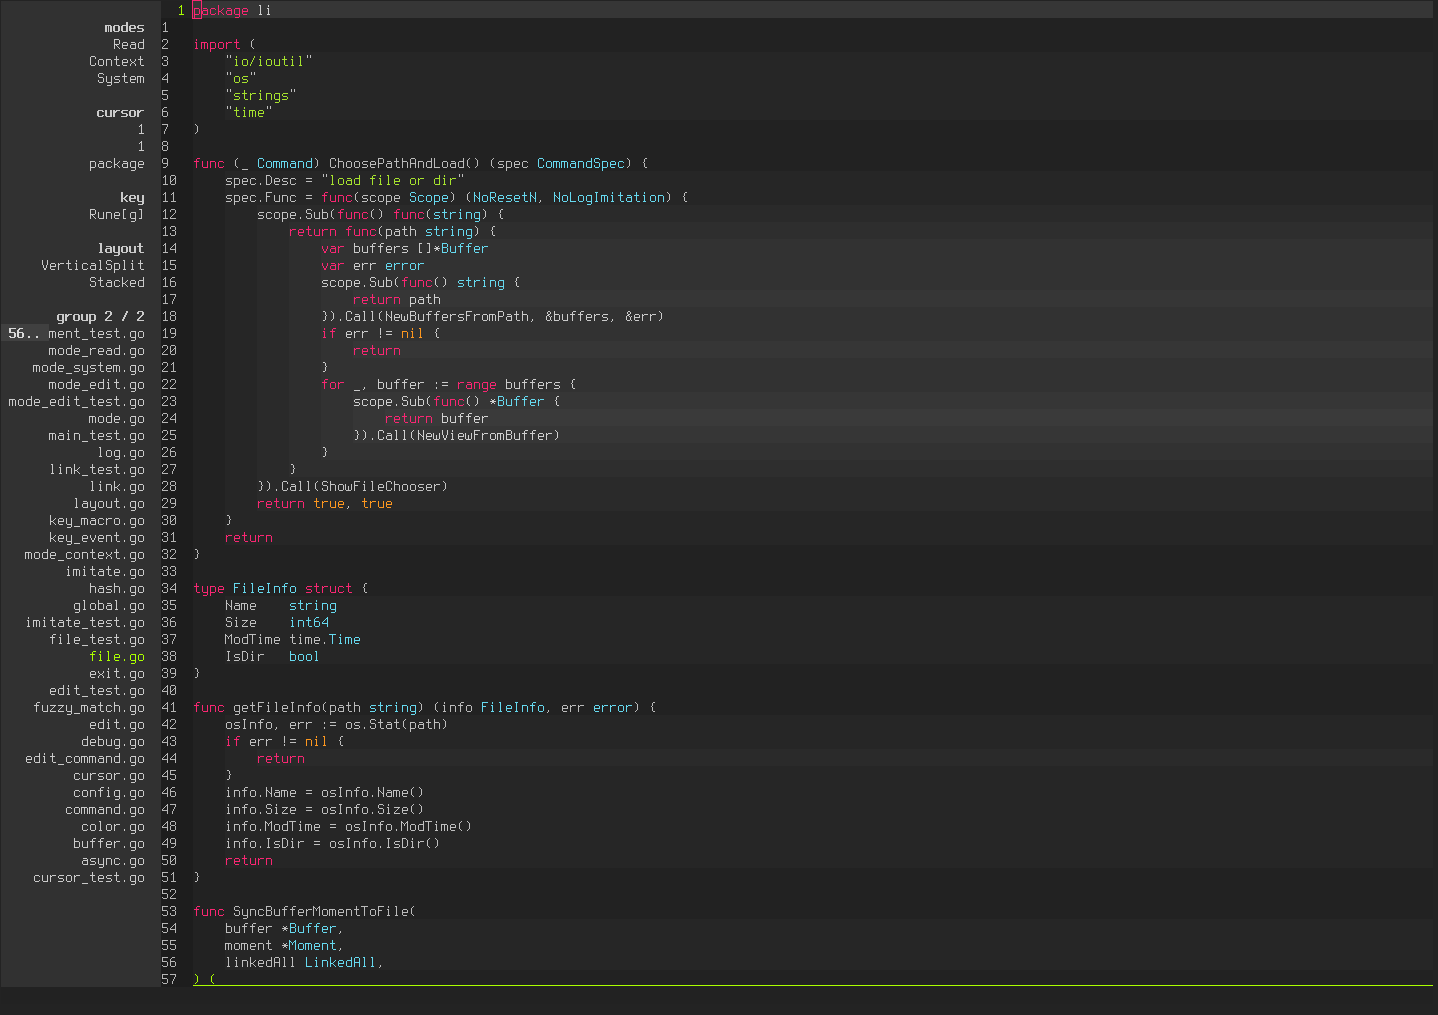 1 package li
modes 1
Read 2 import (
Context 3     "io/ioutil"
System 4     "os"
5     "strings"
cursor 6     "time"
1 7 )
1 8
package 9 func (_ Command) ChoosePathAndLoad() (spec CommandSpec) {
10     spec.Desc = "load file or dir"
key 11     spec.Func = func(scope Scope) (NoResetN, NoLogImitation) {
Rune[g] 12         scope.Sub(func() func(string) {
13             return func(path string) {
layout 14                 var buffers []*Buffer
VerticalSplit 15                 var err error
Stacked 16                 scope.Sub(func() string {
17                     return path
group 2 / 2 18                 }).Call(NewBuffersFromPath, &buffers, &err)
56.. ment_test.go 19                 if err != nil {
mode_read.go 20                     return
mode_system.go 21                 }
mode_edit.go 22                 for _, buffer := range buffers {
mode_edit_test.go 23                     scope.Sub(func() *Buffer {
mode.go 24                         return buffer
main_test.go 25                     }).Call(NewViewFromBuffer)
log.go 26                 }
link_test.go 27             }
link.go 28         }).Call(ShowFileChooser)
layout.go 29         return true, true
key_macro.go 30     }
key_event.go 31     return
mode_context.go 32 }
imitate.go 33
hash.go 34 type FileInfo struct {
global.go 35     Name    string
imitate_test.go 36     Size    int64
file_test.go 37     ModTime time.Time
file.go 38     IsDir   bool
exit.go 39 }
edit_test.go 40
fuzzy_match.go 41 func getFileInfo(path string) (info FileInfo, err error) {
edit.go 42     osInfo, err := os.Stat(path)
debug.go 43     if err != nil {
edit_command.go 44         return
cursor.go 45     }
config.go 46     info.Name = osInfo.Name()
command.go 47     info.Size = osInfo.Size()
color.go 48     info.ModTime = osInfo.ModTime()
buffer.go 49     info.IsDir = osInfo.IsDir()
async.go 50     return
cursor_test.go 51 }
52
53 func SyncBufferMomentToFile(
54     buffer *Buffer,
55     moment *Moment,
56     linkedAll LinkedAll,
57 ) (